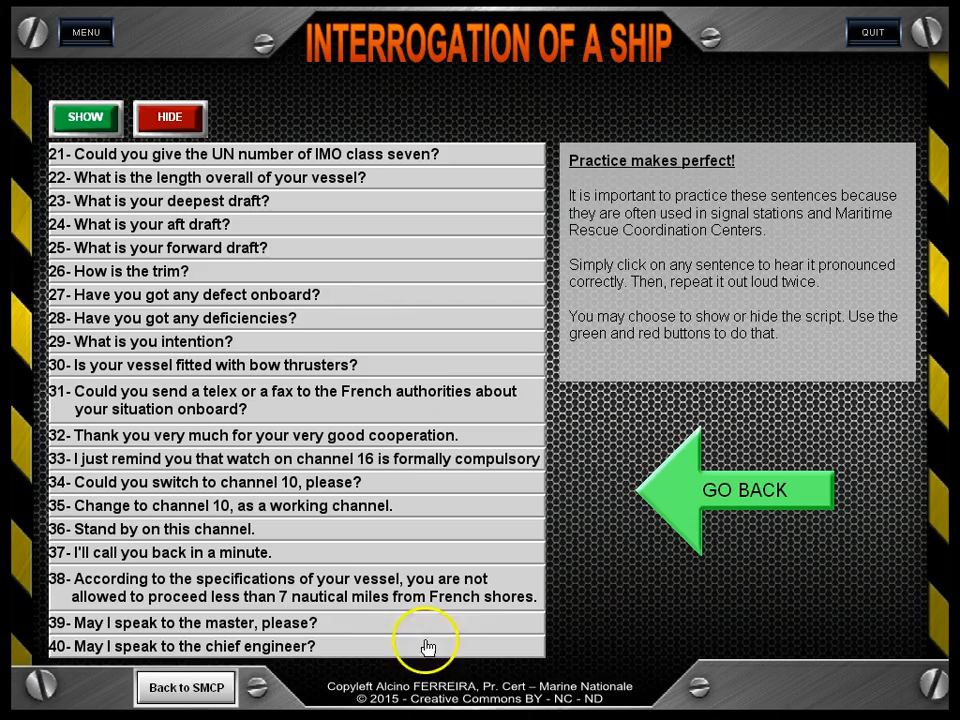 MENU
INTERROGATION OF A SHIP
QUIT
SHOW
HIDE
21- Could you give the UN number of IMO class seven?
22- What is the length overall of your vessel?
23- What is your deepest draft?
24- What is your aft draft?
25- What is your forward draft?
26- How is the trim?
27- Have you got any defect onboard?
28- Have you got any deficiencies?
29- What is you intention?
30- Is your vessel fitted with bow thrusters?
31- Could you send a telex or a fax to the French authorities about
your situation onboard?
32- Thank you very much for your very good cooperation.
33- I just remind you that watch on channel 16 is formally compulsory
34- Could you switch to channel 10, please?
35- Change to channel 10, as a working channel.
36- Stand by on this channel.
37- I'll call you back in a minute.
38- According to the specifications of your vessel, you are not
allowed to proceed less than 7 nautical miles from French shores.
39- May I speak to the master, please?
40- May I speak to the chief engineer?
Practice makes perfect!
It is important to practice these sentences because
they are often used in signal stations and Maritime
Rescue Coordination Centers.
Simply click on any sentence to hear it pronounced
correctly. Then, repeat it out loud twice.
You may choose to show or hide the script. Use the
green and red buttons to do that.
GO BACK
Back to SMCP
Copyleft Alcino FERREIRA, Pr. Cert – Marine Nationale
© 2015 - Creative Commons BY - NC - ND